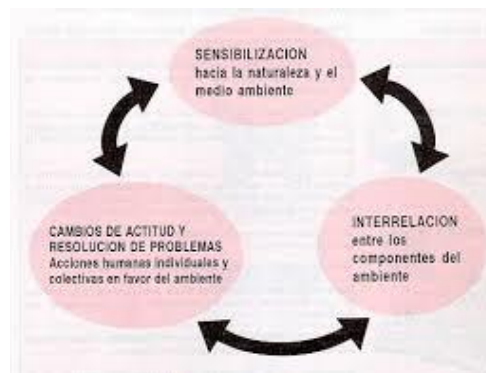 SENSIBILIZACION
hacia la naturaleza y el
medio ambiente
CAMBIOS DE ACTITUD Y
RESOLUCION DE PROBLEMAS
Acciones humanas individuales y
colectivas en favor del ambiente
INTERRELACION
entre los
componentes del
ambiente